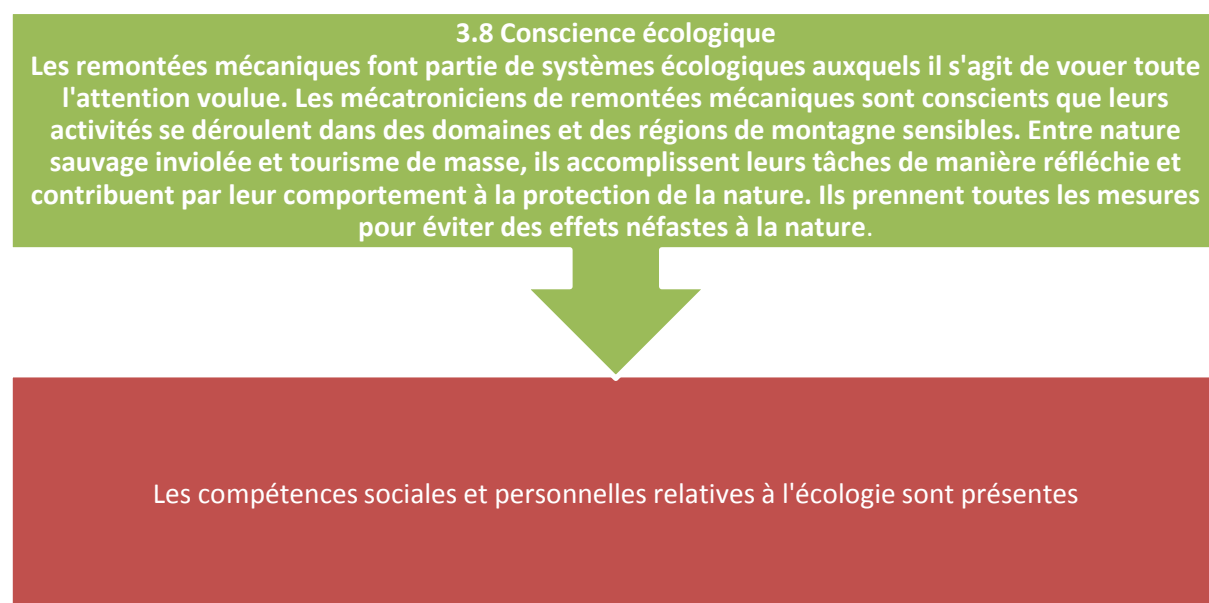 3.8 Conscience écologique
Les remontées mécaniques font partie de systèmes écologiques auxquels il s'agit de vouer toute
l'attention voulue. Les mécatroniciens de remontées mécaniques sont conscients que leurs
activités se déroulent dans des domaines et des régions de montagne sensibles. Entre nature
sauvage inviolée et tourisme de masse, ils accomplissent leurs tâches de manière réfléchie et
contribuent par leur comportement à la protection de la nature. Ils prennent toutes les mesures
pour éviter des effets néfastes à la nature.
Les compétences sociales et personnelles relatives à l'écologie sont présentes